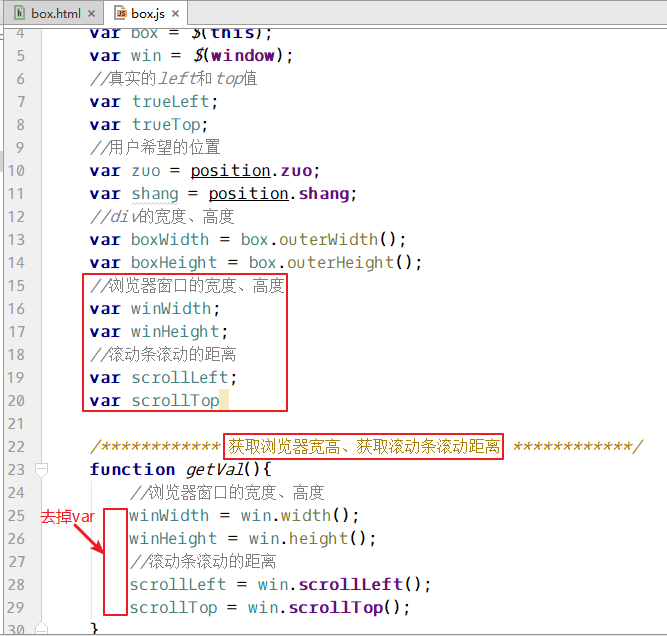 box.html × box.js ×
4 var box = $(this);
5 var win = $(window);
6 //真实的left和top值
7 var trueLeft;
8 var trueTop;
9 //用户希望的位置
10 var zuo = position.zuo;
11 var shang = position.shang;
12 //div的宽度、高度
13 var boxWidth = box.outerWidth();
14 var boxHeight = box.outerHeight();
15 //浏览器窗口的宽度、高度
16 var winWidth;
17 var winHeight;
18 //滚动条滚动的距离
19 var scrollLeft;
20 var scrollTop
21
22 /************ 获取浏览器宽高、获取滚动条滚动距离 ************/
23 function getVal(){
24 //浏览器窗口的宽度、高度
去掉var
25 winWidth = win.width();
26 winHeight = win.height();
27 //滚动条滚动的距离
28 scrollLeft = win.scrollLeft();
29 scrollTop = win.scrollTop();
30 }